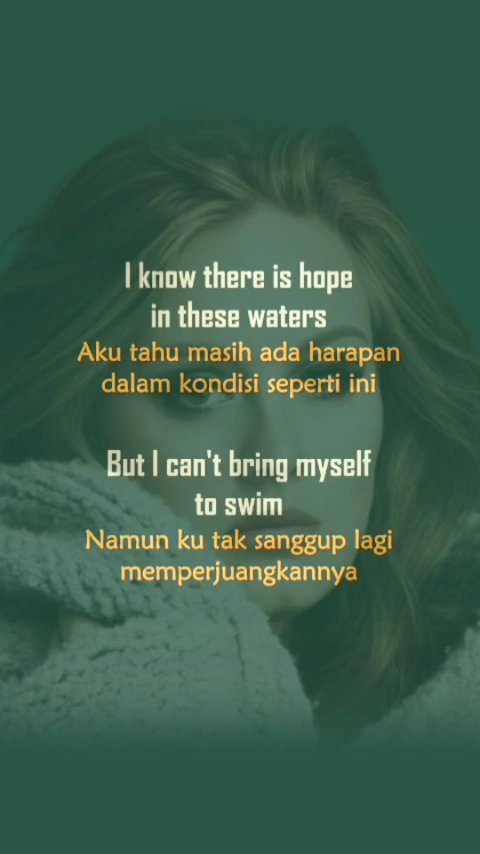 I know there is hope
in these waters
Aku tahu masih ada harapan
dalam kondisi seperti ini
But I can't bring myself
to swim
Namun ku tak sanggup lagi
memperjuangkannya